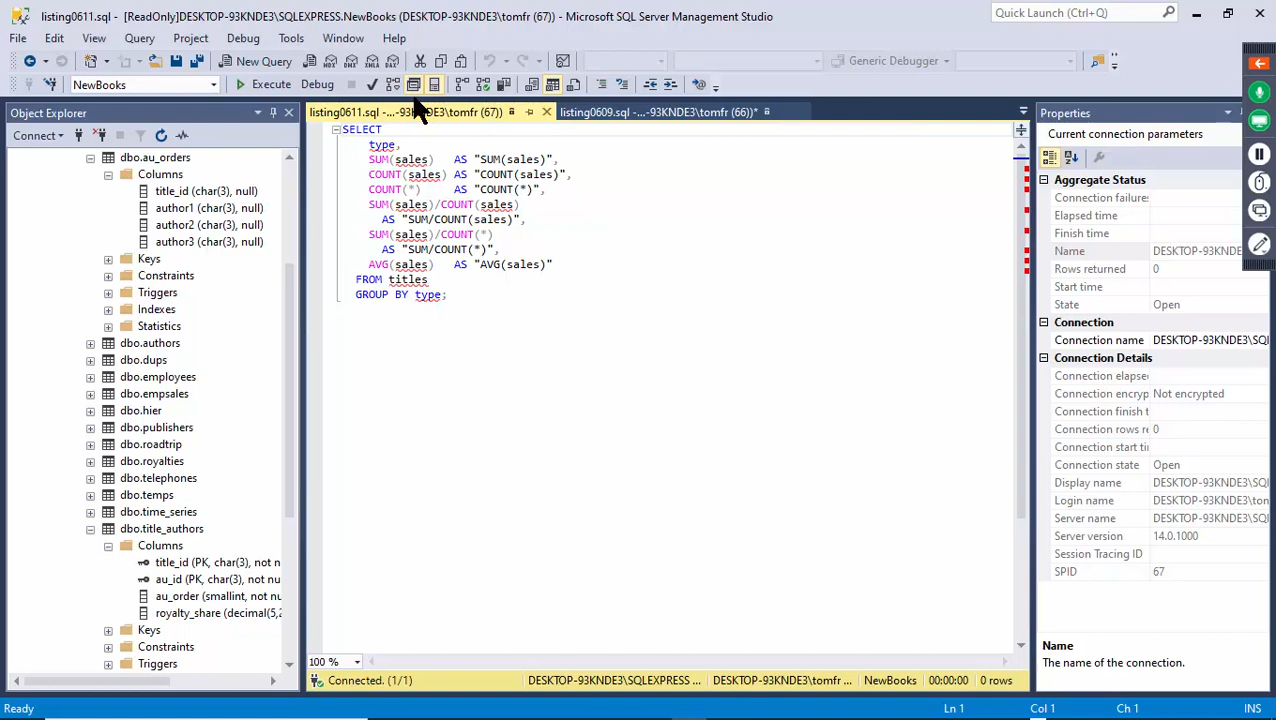 listing0611.sql - [ReadOnly]DESKTOP-93KNDE3\SQLEXPRESS.NewBooks (DESKTOP-93KNDE3\tomfr (67)) - Microsoft SQL Server Management Studio
Quick Launch (Ctrl+Q)
File Edit View Query Project Debug Tools Window Help
New Query
MDX DMX XMLA DAX
Generic Debugger
NewBooks
Execute Debug
Object Explorer
Connect
dbo.au_orders
Columns
title_id (char(3), null)
author1 (char(3), null)
author2 (char(3), null)
author3 (char(3), null)
Keys
Constraints
Triggers
Indexes
Statistics
dbo.authors
dbo.dups
dbo.employees
dbo.empsales
dbo.hier
dbo.publishers
dbo.roadtrip
dbo.royalties
dbo.telephones
dbo.temps
dbo.time_series
dbo.title_authors
Columns
title_id (PK, char(3), not n
au_id (PK, char(3), not nu
au_order (smallint, not nu
royalty_share (decimal(5,2
Keys
Constraints
Triggers
listing0611.sql -...-93KNDE3\tomfr (67))
listing0609.sql -...-93KNDE3\tomfr (66))*
SELECT
type,
SUM(sales) AS "SUM(sales)",
COUNT(sales) AS "COUNT(sales)",
COUNT(*) AS "COUNT(*)",
SUM(sales)/COUNT(sales)
AS "SUM/COUNT(sales)",
SUM(sales)/COUNT(*)
AS "SUM/COUNT(*)",
AVG(sales) AS "AVG(sales)"
FROM titles
GROUP BY type;
100 %
Connected. (1/1)
DESKTOP-93KNDE3\SQLEXPRESS ...
DESKTOP-93KNDE3\tomfr ...
NewBooks
00:00:00
0 rows
Properties
Current connection parameters
Aggregate Status
Connection failures
Elapsed time
Finish time
Name DESKTOP-93KNDE3
Rows returned 0
Start time
State Open
Connection
Connection name DESKTOP-93KNDE3\SQL
Connection Details
Connection elapse
Connection encryp Not encrypted
Connection finish t
Connection rows re 0
Connection start ti
Connection state Open
Display name DESKTOP-93KNDE3\SQL
Login name DESKTOP-93KNDE3\to
Server name DESKTOP-93KNDE3\SQL
Server version 14.0.1000
Session Tracing ID
SPID 67
Name
The name of the connection.
Ready
Ln 1
Col 1
Ch 1
INS